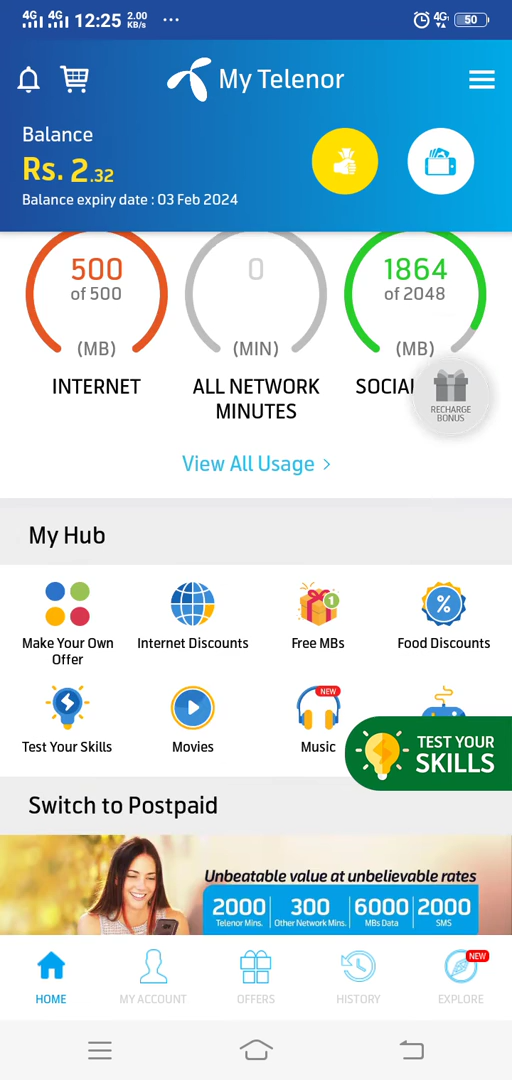 4G 4G 12:25 2.00 KB/s ... 4G 50
My Telenor
Balance
Rs. 2.32
Balance expiry date : 03 Feb 2024
500 0 1864
of 500 of 2048
(MB) (MIN) (MB)
INTERNET ALL NETWORK SOCIAL
MINUTES
RECHARGE
BONUS
View All Usage >
My Hub
1
Make Your Own Internet Discounts Free MBs Food Discounts
Offer
NEW
Test Your Skills Movies Music
TEST YOUR
SKILLS
Switch to Postpaid
Unbeatable value at unbelievable rates
2000 300 6000 2000
Telenor Mins. Other Network Mins. MBs Data SMS
NEW
HOME MY ACCOUNT OFFERS HISTORY EXPLORE